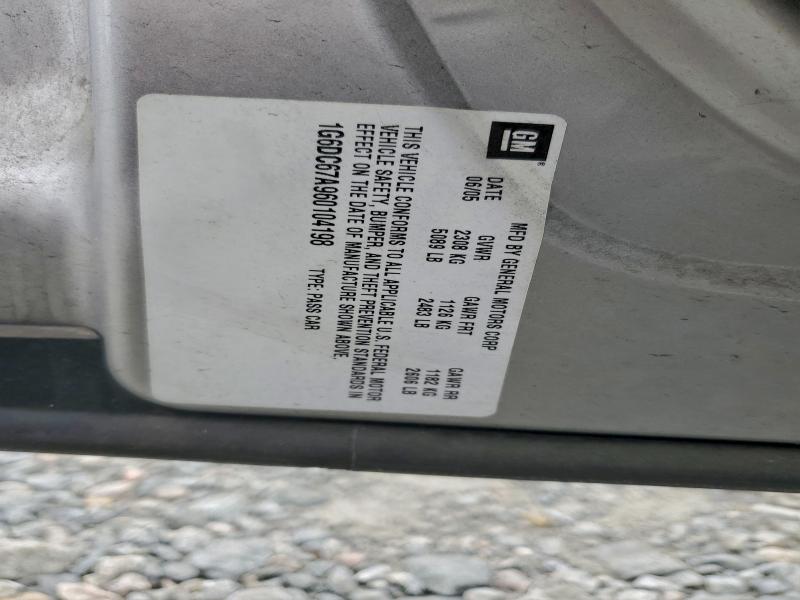 GM®
MFD BY GENERAL MOTORS CORP
DATE GVWR GAWR FRT GAWR RR
06/05 2308 KG 1126 KG 1182 KG
5089 LB 2483 LB 2606 LB
THIS VEHICLE CONFORMS TO ALL APPLICABLE U.S. FEDERAL MOTOR
VEHICLE SAFETY, BUMPER, AND THEFT PREVENTION STANDARDS IN
EFFECT ON THE DATE OF MANUFACTURE SHOWN ABOVE.
1G6DC67A960104198 TYPE: PASS CAR